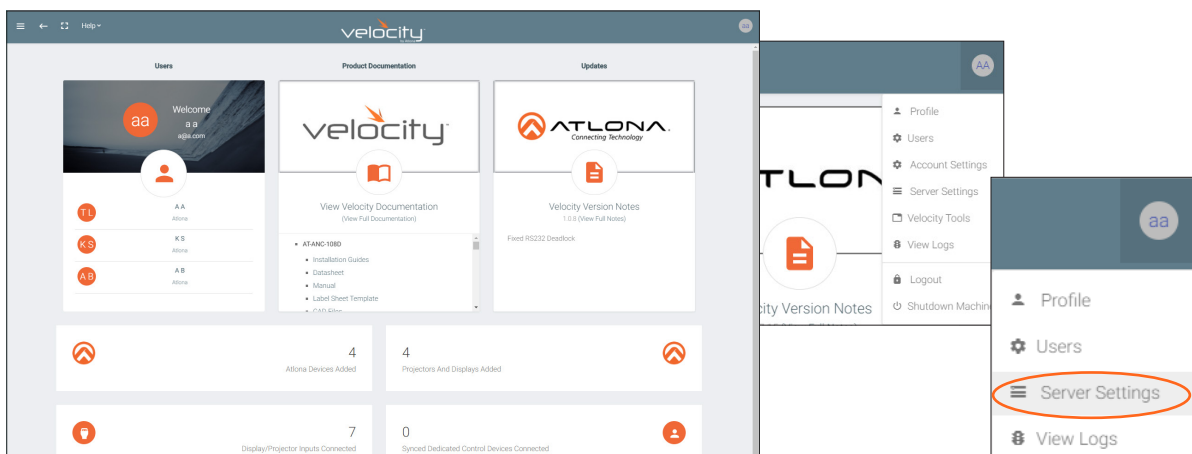 Help
velocity
aa
Users
Product Documentation
Updates
aa
Welcome
a a
a@a.com
TL
A A
Atlona
KS
K S
Atlona
AB
A B
Atlona
velocity
View Velocity Documentation
(View Full Documentation)
AT-ANC-108D
Installation Guides
Datasheet
Manual
Label Sheet Template
CAD Files
ATLONA.
Connecting Technology
Velocity Version Notes
1.0.8 (View Full Notes)
Fixed RS232 Deadlock
4
Atlona Devices Added
4
Projectors And Displays Added
7
Display/Projector Inputs Connected
0
Synced Dedicated Control Devices Connected
AA
TLON
city Version Notes
Profile
Users
Account Settings
Server Settings
Velocity Tools
View Logs
Logout
Shutdown Machin
aa
Profile
Users
Server Settings
View Logs